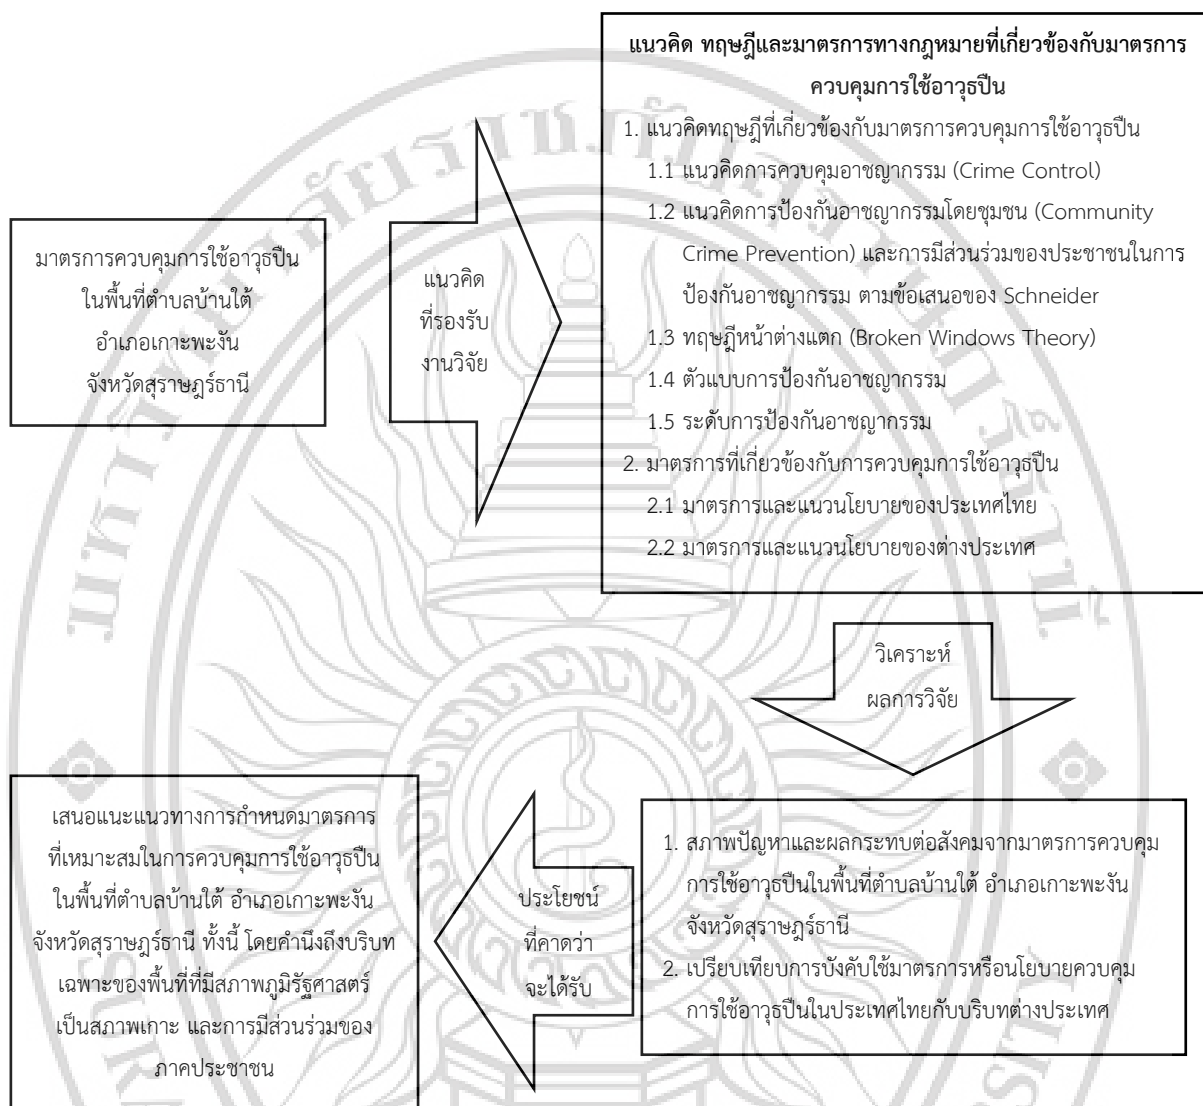 มาตรการควบคุมการใช้อาวุธปืน
ในพื้นที่ตำบลบ้านใต้
อำเภอเกาะพะงัน
จังหวัดสุราษฎร์ธานี
แนวคิด
ที่รองรับ
งานวิจัย
แนวคิด ทฤษฎีและมาตรการทางกฎหมายที่เกี่ยวข้องกับมาตรการ
ควบคุมการใช้อาวุธปืน
1. แนวคิดทฤษฎีที่เกี่ยวข้องกับมาตรการควบคุมการใช้อาวุธปืน
1.1 แนวคิดการควบคุมอาชญากรรม (Crime Control)
1.2 แนวคิดการป้องกันอาชญากรรมโดยชุมชน (Community
Crime Prevention) และการมีส่วนร่วมของประชาชนในการ
ป้องกันอาชญากรรม ตามข้อเสนอของ Schneider
1.3 ทฤษฎีหน้าต่างแตก (Broken Windows Theory)
1.4 ตัวแบบการป้องกันอาชญากรรม
1.5 ระดับการป้องกันอาชญากรรม
2. มาตรการที่เกี่ยวข้องกับการควบคุมการใช้อาวุธปืน
2.1 มาตรการและแนวนโยบายของประเทศไทย
2.2 มาตรการและแนวนโยบายของต่างประเทศ
วิเคราะห์
ผลการวิจัย
1. สภาพปัญหาและผลกระทบต่อสังคมจากมาตรการควบคุม
การใช้อาวุธปืนในพื้นที่ตำบลบ้านใต้ อำเภอเกาะพะงัน
จังหวัดสุราษฎร์ธานี
2. เปรียบเทียบการบังคับใช้มาตรการหรือนโยบายควบคุม
การใช้อาวุธปืนในประเทศไทยกับบริบทต่างประเทศ
ประโยชน์
ที่คาดว่า
จะได้รับ
เสนอแนะแนวทางการกำหนดมาตรการ
ที่เหมาะสมในการควบคุมการใช้อาวุธปืน
ในพื้นที่ตำบลบ้านใต้ อำเภอเกาะพะงัน
จังหวัดสุราษฎร์ธานี ทั้งนี้ โดยคำนึงถึงบริบท
เฉพาะของพื้นที่ที่มีสภาพภูมิรัฐศาสตร์
เป็นสภาพเกาะ และการมีส่วนร่วมของ
ภาคประชาชน